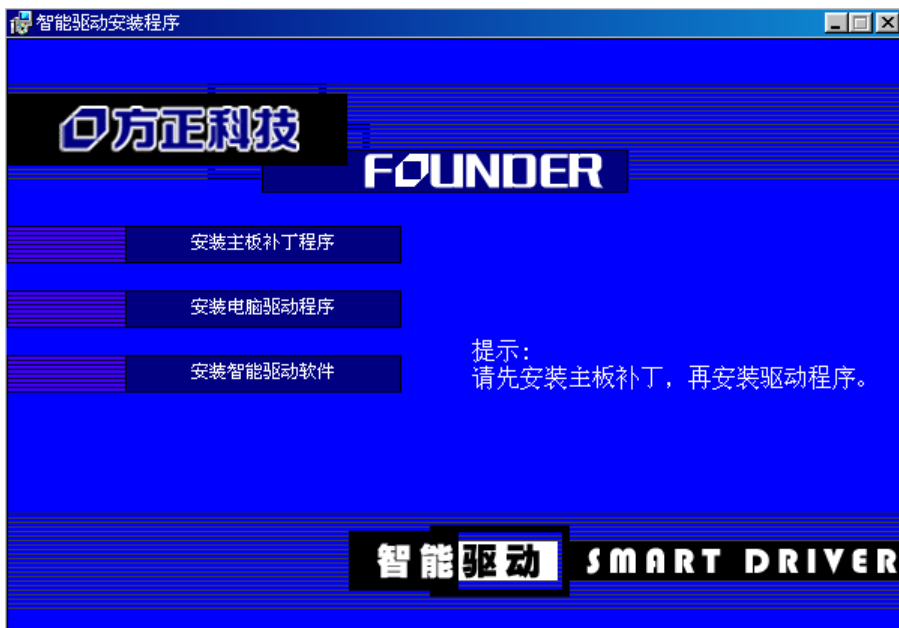 智能驱动安装程序
方正科技
FOUNDER
安装主板补丁程序
安装电脑驱动程序
安装智能驱动软件
提示:
请先安装主板补丁，再安装驱动程序。
智能驱动 SMART DRIVER